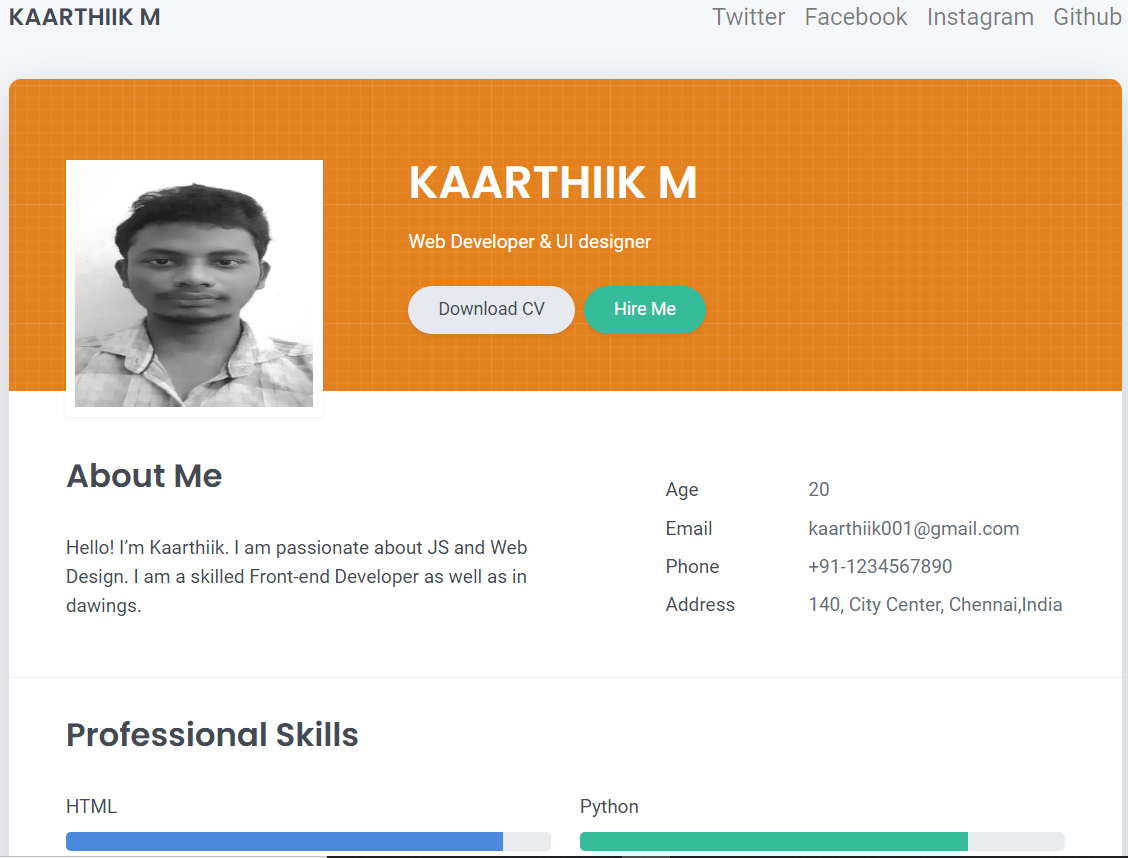 KAARTHIIK M
Twitter Facebook Instagram Github
KAARTHIIK M
Web Developer & UI designer
Download CV
Hire Me
About Me
Hello! I’m Kaarthiik. I am passionate about JS and Web
Design. I am a skilled Front-end Developer as well as in
dawings.
Age 20
Email kaarthiik001@gmail.com
Phone +91-1234567890
Address 140, City Center, Chennai,India
Professional Skills
HTML
Python